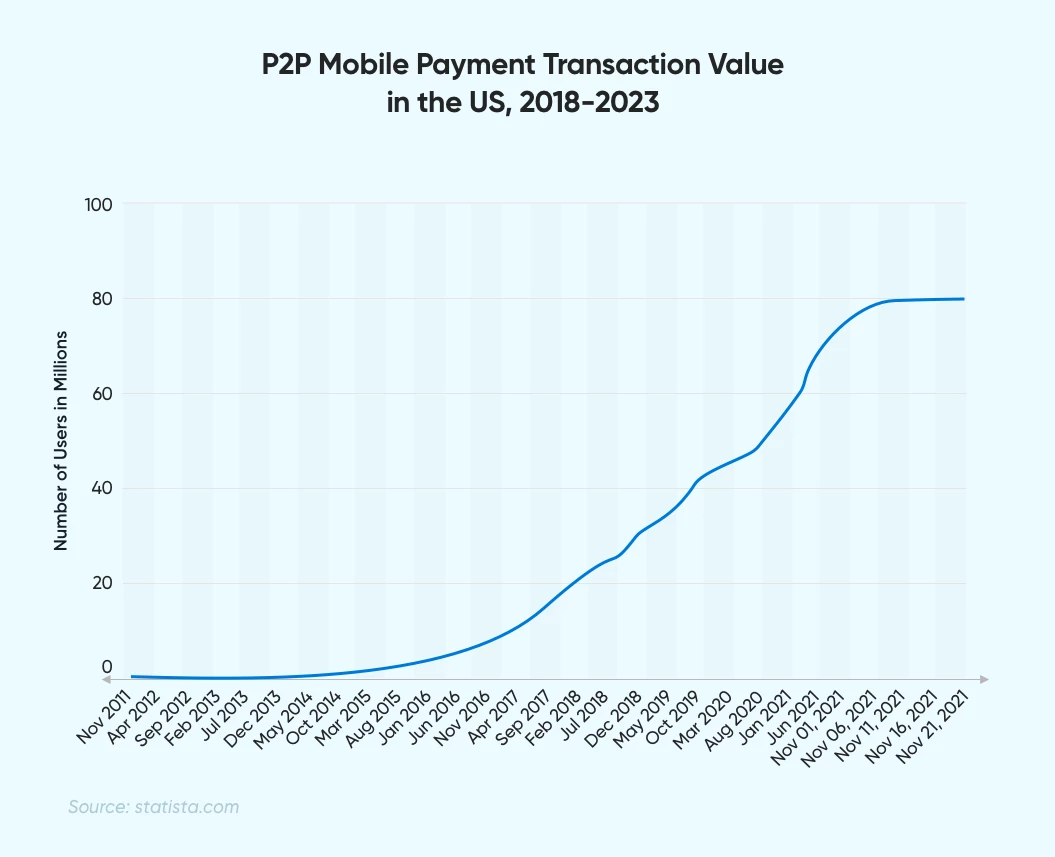 P2P Mobile Payment Transaction Value
in the US, 2018-2023
100
80
60
40
20
0
Number of Users in Millions
Nov 2011
Apr 2012
Sep 2012
Feb 2013
Jul 2013
Dec 2013
May 2014
Oct 2014
Mar 2015
Aug 2015
Jan 2016
Jun 2016
Nov 2016
Apr 2017
Sep 2017
Feb 2018
Jul 2018
Dec 2018
May 2019
Oct 2019
Mar 2020
Aug 2020
Jan 2021
Jun 2021
Nov 01, 2021
Nov 06, 2021
Nov 11, 2021
Nov 16, 2021
Nov 21, 2021
Source: statista.com